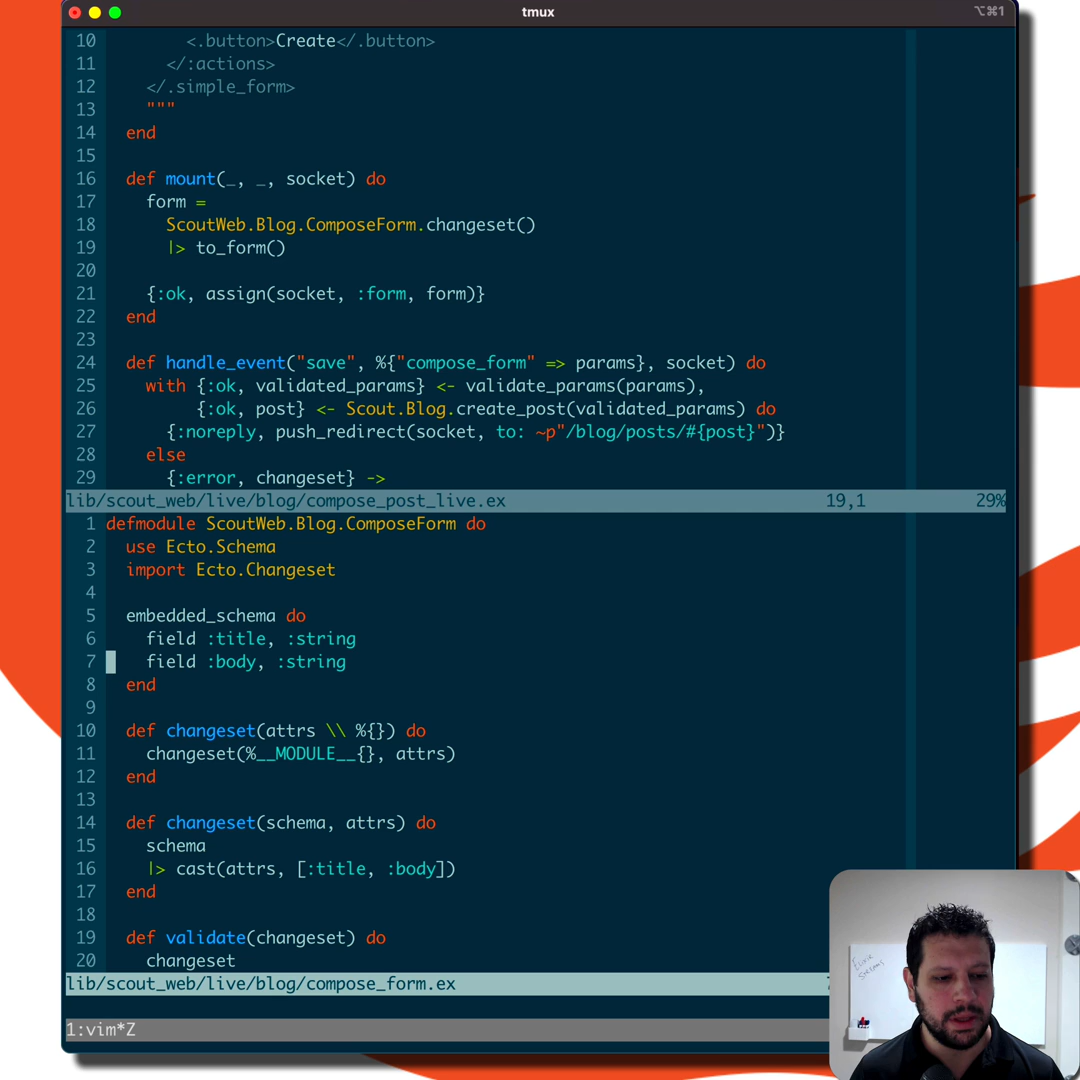 tmux
⌥⌘1
10 <.button>Create</.button>
11 </:actions>
12 </.simple_form>
13 """
14 end
15
16 def mount(_, _, socket) do
17 form =
18 ScoutWeb.Blog.ComposeForm.changeset()
19 |> to_form()
20
21 {:ok, assign(socket, :form, form)}
22 end
23
24 def handle_event("save", %{"compose_form" => params}, socket) do
25 with {:ok, validated_params} <- validate_params(params),
26 {:ok, post} <- Scout.Blog.create_post(validated_params) do
27 {:noreply, push_redirect(socket, to: ~p"/blog/posts/#{post}")}
28 else
29 {:error, changeset} ->
lib/scout_web/live/blog/compose_post_live.ex 19,1 29%
1 defmodule ScoutWeb.Blog.ComposeForm do
2 use Ecto.Schema
3 import Ecto.Changeset
4
5 embedded_schema do
6 field :title, :string
7 field :body, :string
8 end
9
10 def changeset(attrs \\ %{}) do
11 changeset(%__MODULE__{}, attrs)
12 end
13
14 def changeset(schema, attrs) do
15 schema
16 |> cast(attrs, [:title, :body])
17 end
18
19 def validate(changeset) do
20 changeset
lib/scout_web/live/blog/compose_form.ex
1:vim*Z